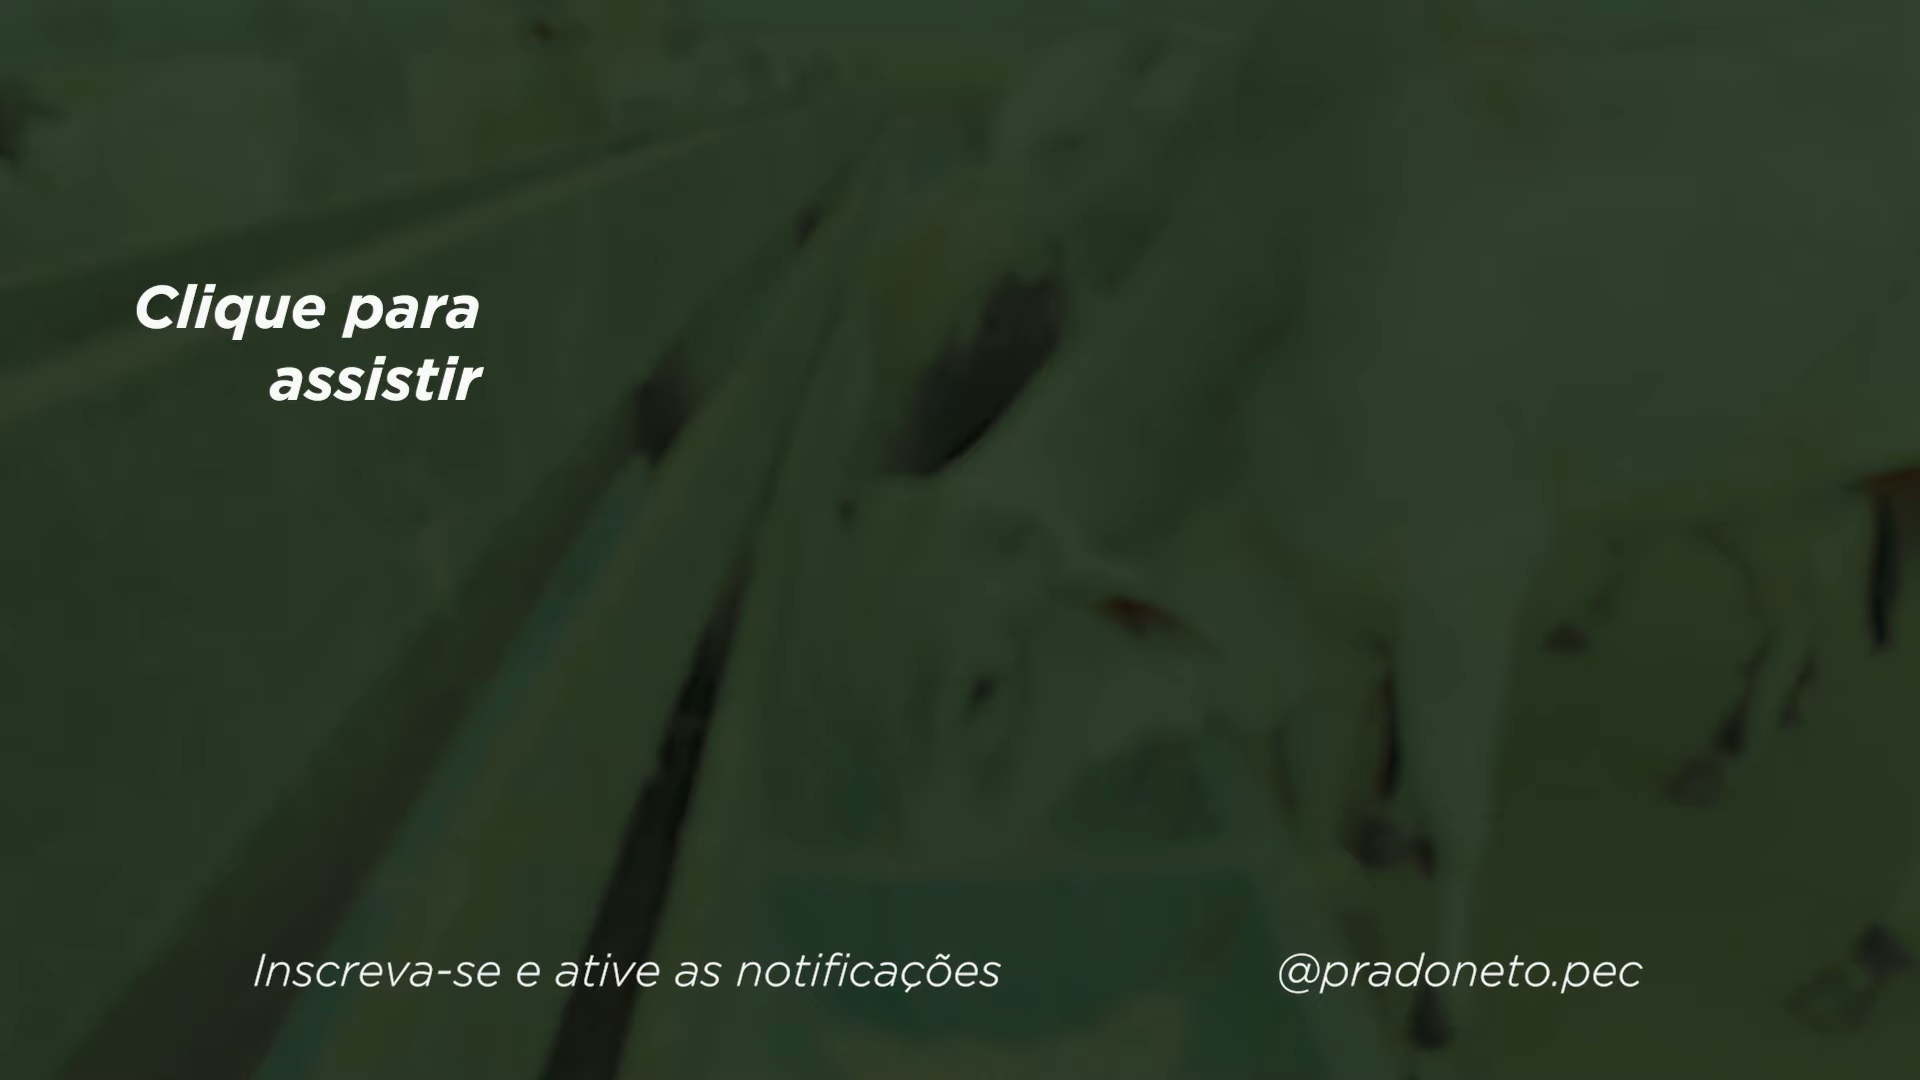 Clique para
assistir
Inscreva-se e ative as notificações
@pradoneto.pec